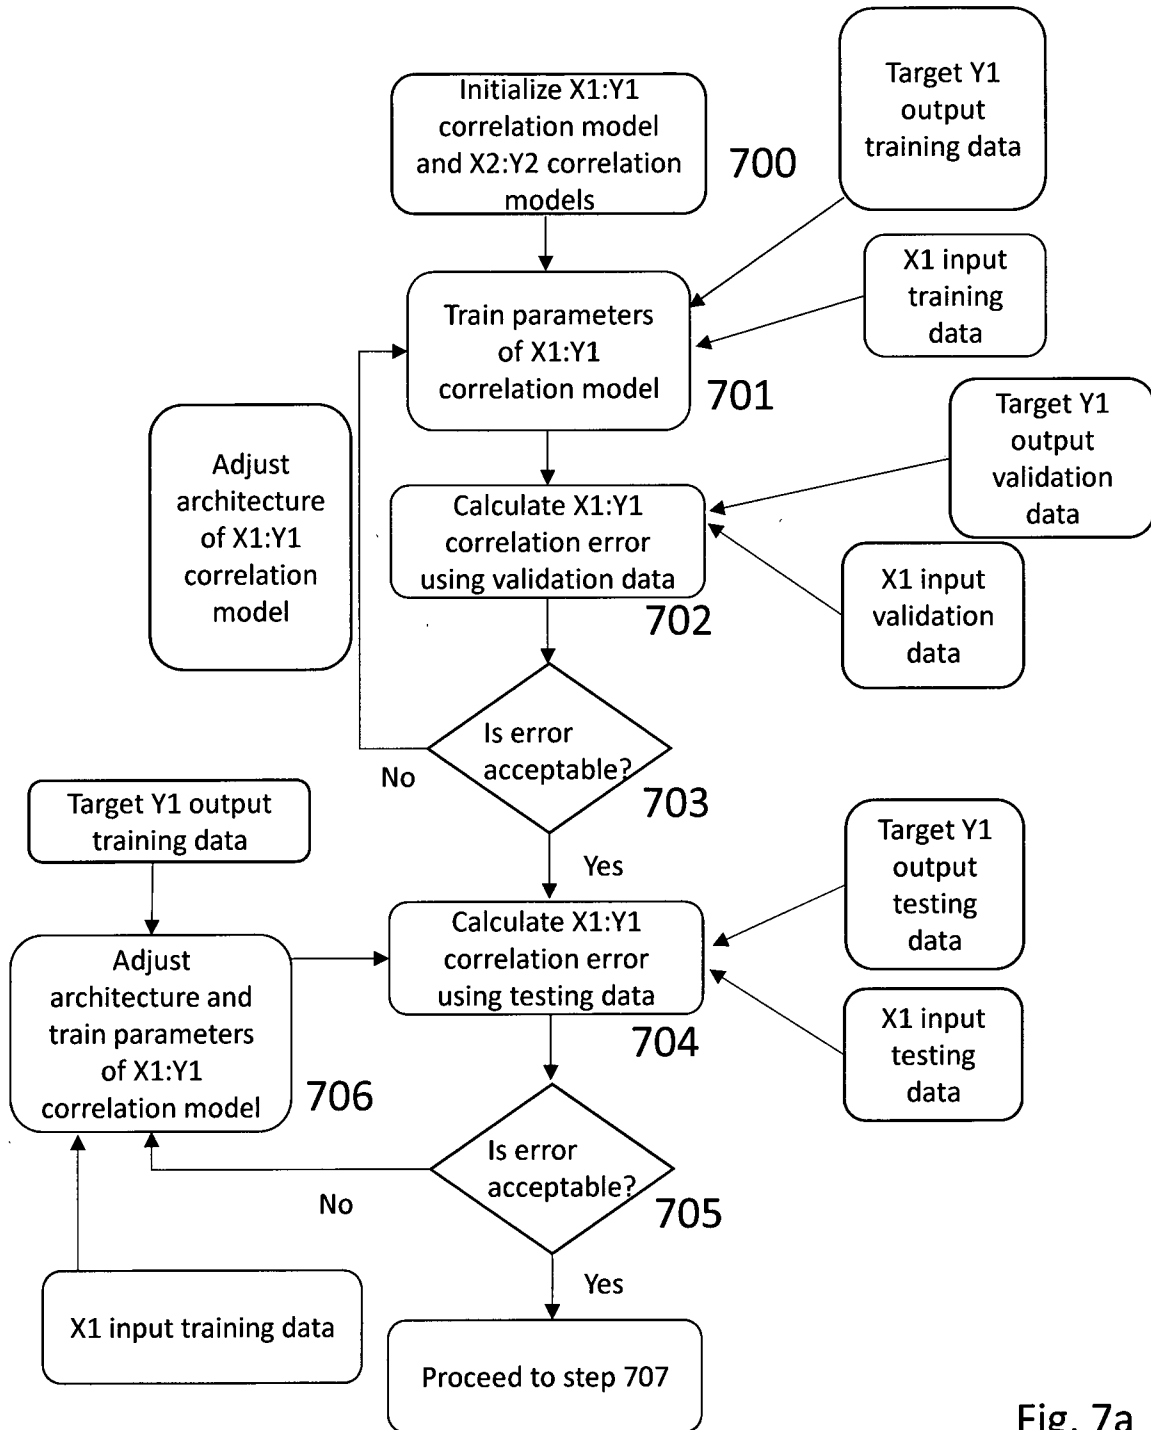 Initialize X1:Y1
correlation model
and X2:Y2 correlation
models
700
Target Y1
output
training data
X1 input
training
data
Train parameters
of X1:Y1
correlation model
701
Target Y1
output
validation
data
Adjust
architecture
of X1:Y1
correlation
model
Calculate X1:Y1
correlation error
using validation data
702
X1 input
validation
data
Is error
acceptable?
703
No
Yes
Target Y1 output
training data
Target Y1
output
testing
data
Calculate X1:Y1
correlation error
using testing data
704
Adjust
architecture and
train parameters
of X1:Y1
correlation model
706
X1 input
testing
data
Is error
acceptable?
705
No
Yes
X1 input training data
Proceed to step 707
Fig. 7a